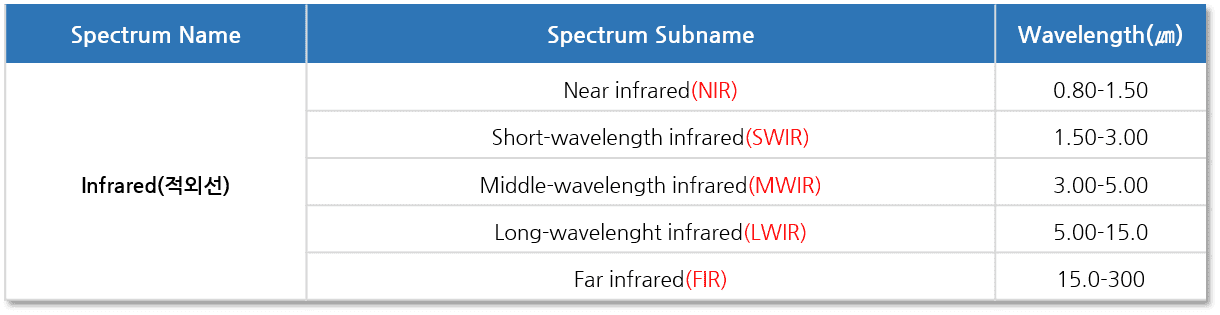 Spectrum Name Spectrum Subname Wavelength(㎛)
Near infrared(NIR) 0.80-1.50
Short-wavelength infrared(SWIR) 1.50-3.00
Infrared(적외선) Middle-wavelength infrared(MWIR) 3.00-5.00
Long-wavelenght infrared(LWIR) 5.00-15.0
Far infrared(FIR) 15.0-300